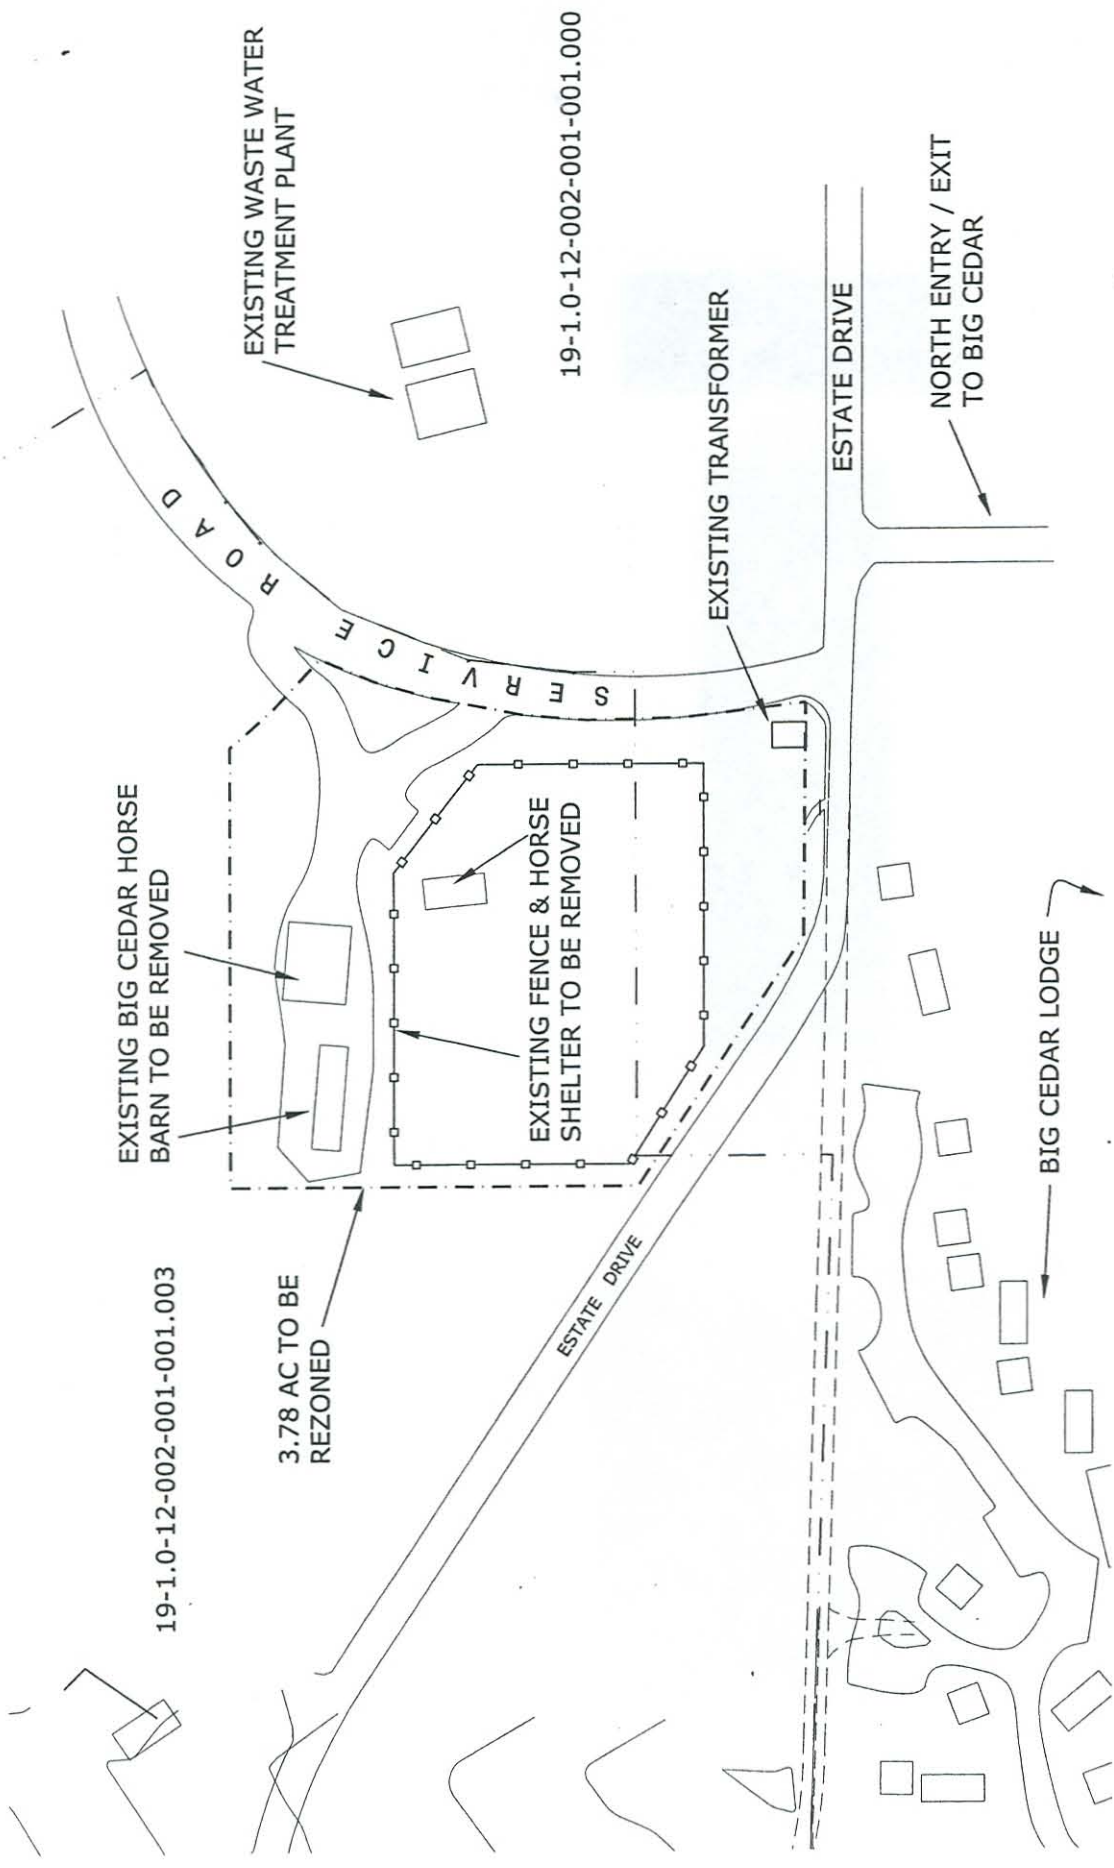 19-1.0-12-002-001-001.003
3.78 AC TO BE
REZONED
EXISTING BIG CEDAR HORSE
BARN TO BE REMOVED
EXISTING WASTE WATER
TREATMENT PLANT
SERVICE ROAD
EXISTING FENCE & HORSE
SHELTER TO BE REMOVED
19-1.0-12-002-001-001.000
EXISTING TRANSFORMER
ESTATE DRIVE
ESTATE DRIVE
NORTH ENTRY / EXIT
TO BIG CEDAR
BIG CEDAR LODGE